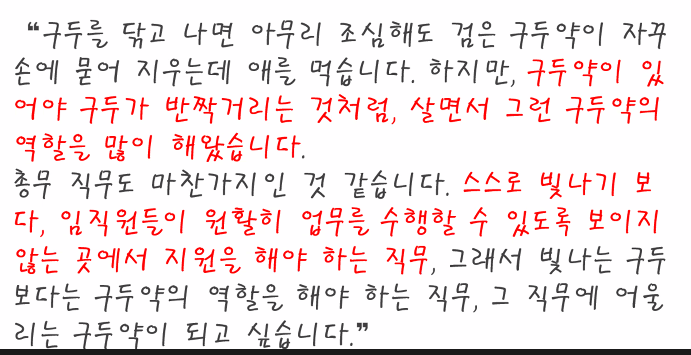 “구두를 닦고 나면 아무리 조심해도 검은 구두약이 자꾸
손에 묻어 지우는데 애를 먹습니다. 하지만, 구두약이 있
어야 구두가 반짝거리는 것처럼, 살면서 그런 구두약의
역할을 많이 해왔습니다.
총무 직무도 마찬가지인 것 같습니다. 스스로 빛나기 보
다, 임직원들이 원활히 업무를 수행할 수 있도록 보이지
않는 곳에서 지원을 해야 하는 직무, 그래서 빛나는 구두
보다는 구두약의 역할을 해야 하는 직무, 그 직무에 어울
리는 구두약이 되고 싶습니다.”